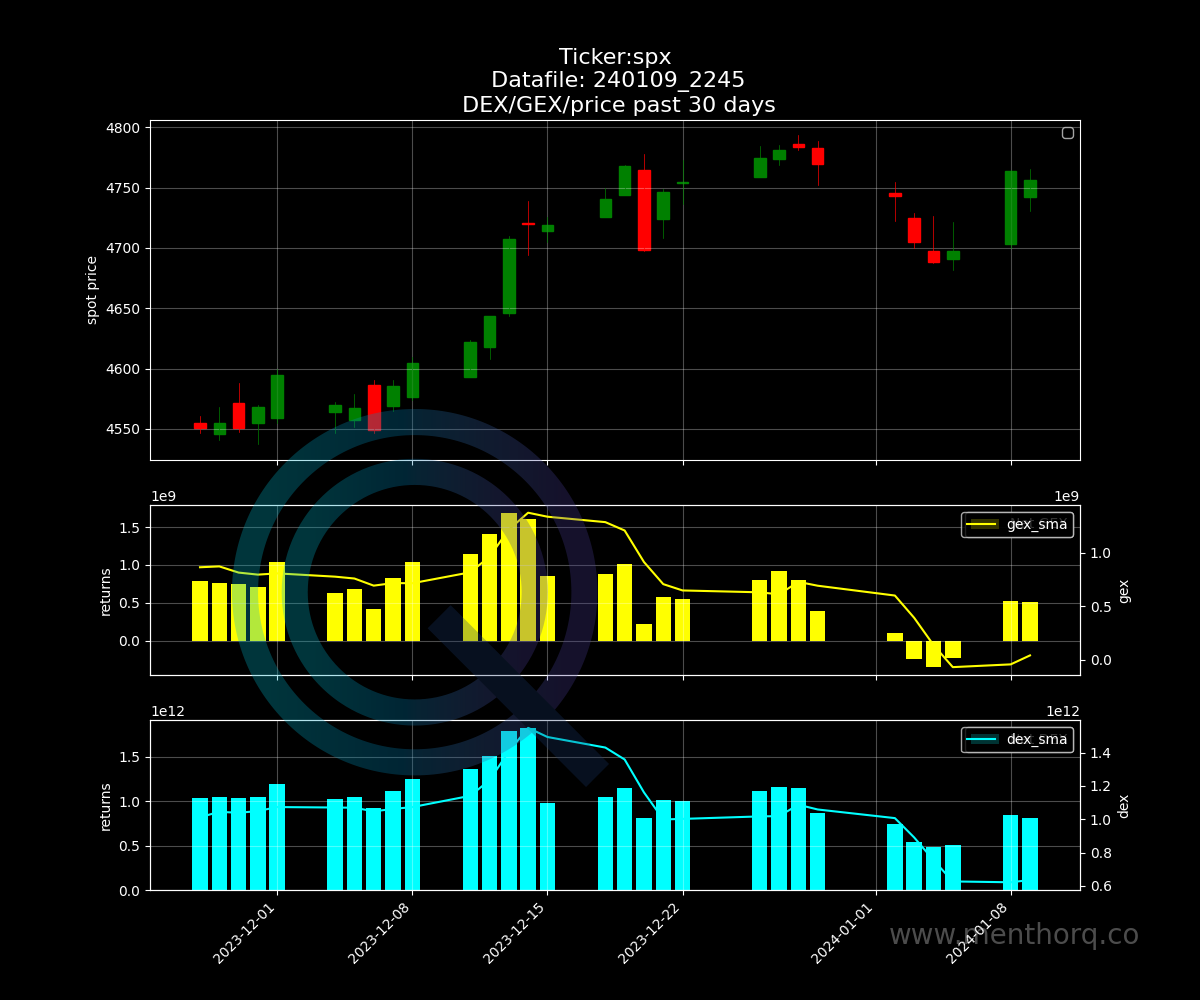 Ticker:spx
Datafile: 240109_2245
DEX/GEX/price past 30 days
4800
4750
4700
4650
4600
4550
spot price
1e9
1e9
gex_sma
1.5
1.0
0.5
0.0
returns
1.0
0.5
0.0
gex
1e12
1e12
dex_sma
1.5
1.0
0.5
0.0
returns
1.4
1.2
1.0
0.8
0.6
dex
2023-12-01
2023-12-08
2023-12-15
2023-12-22
2024-01-01
2024-01-08
www.menthorq.co